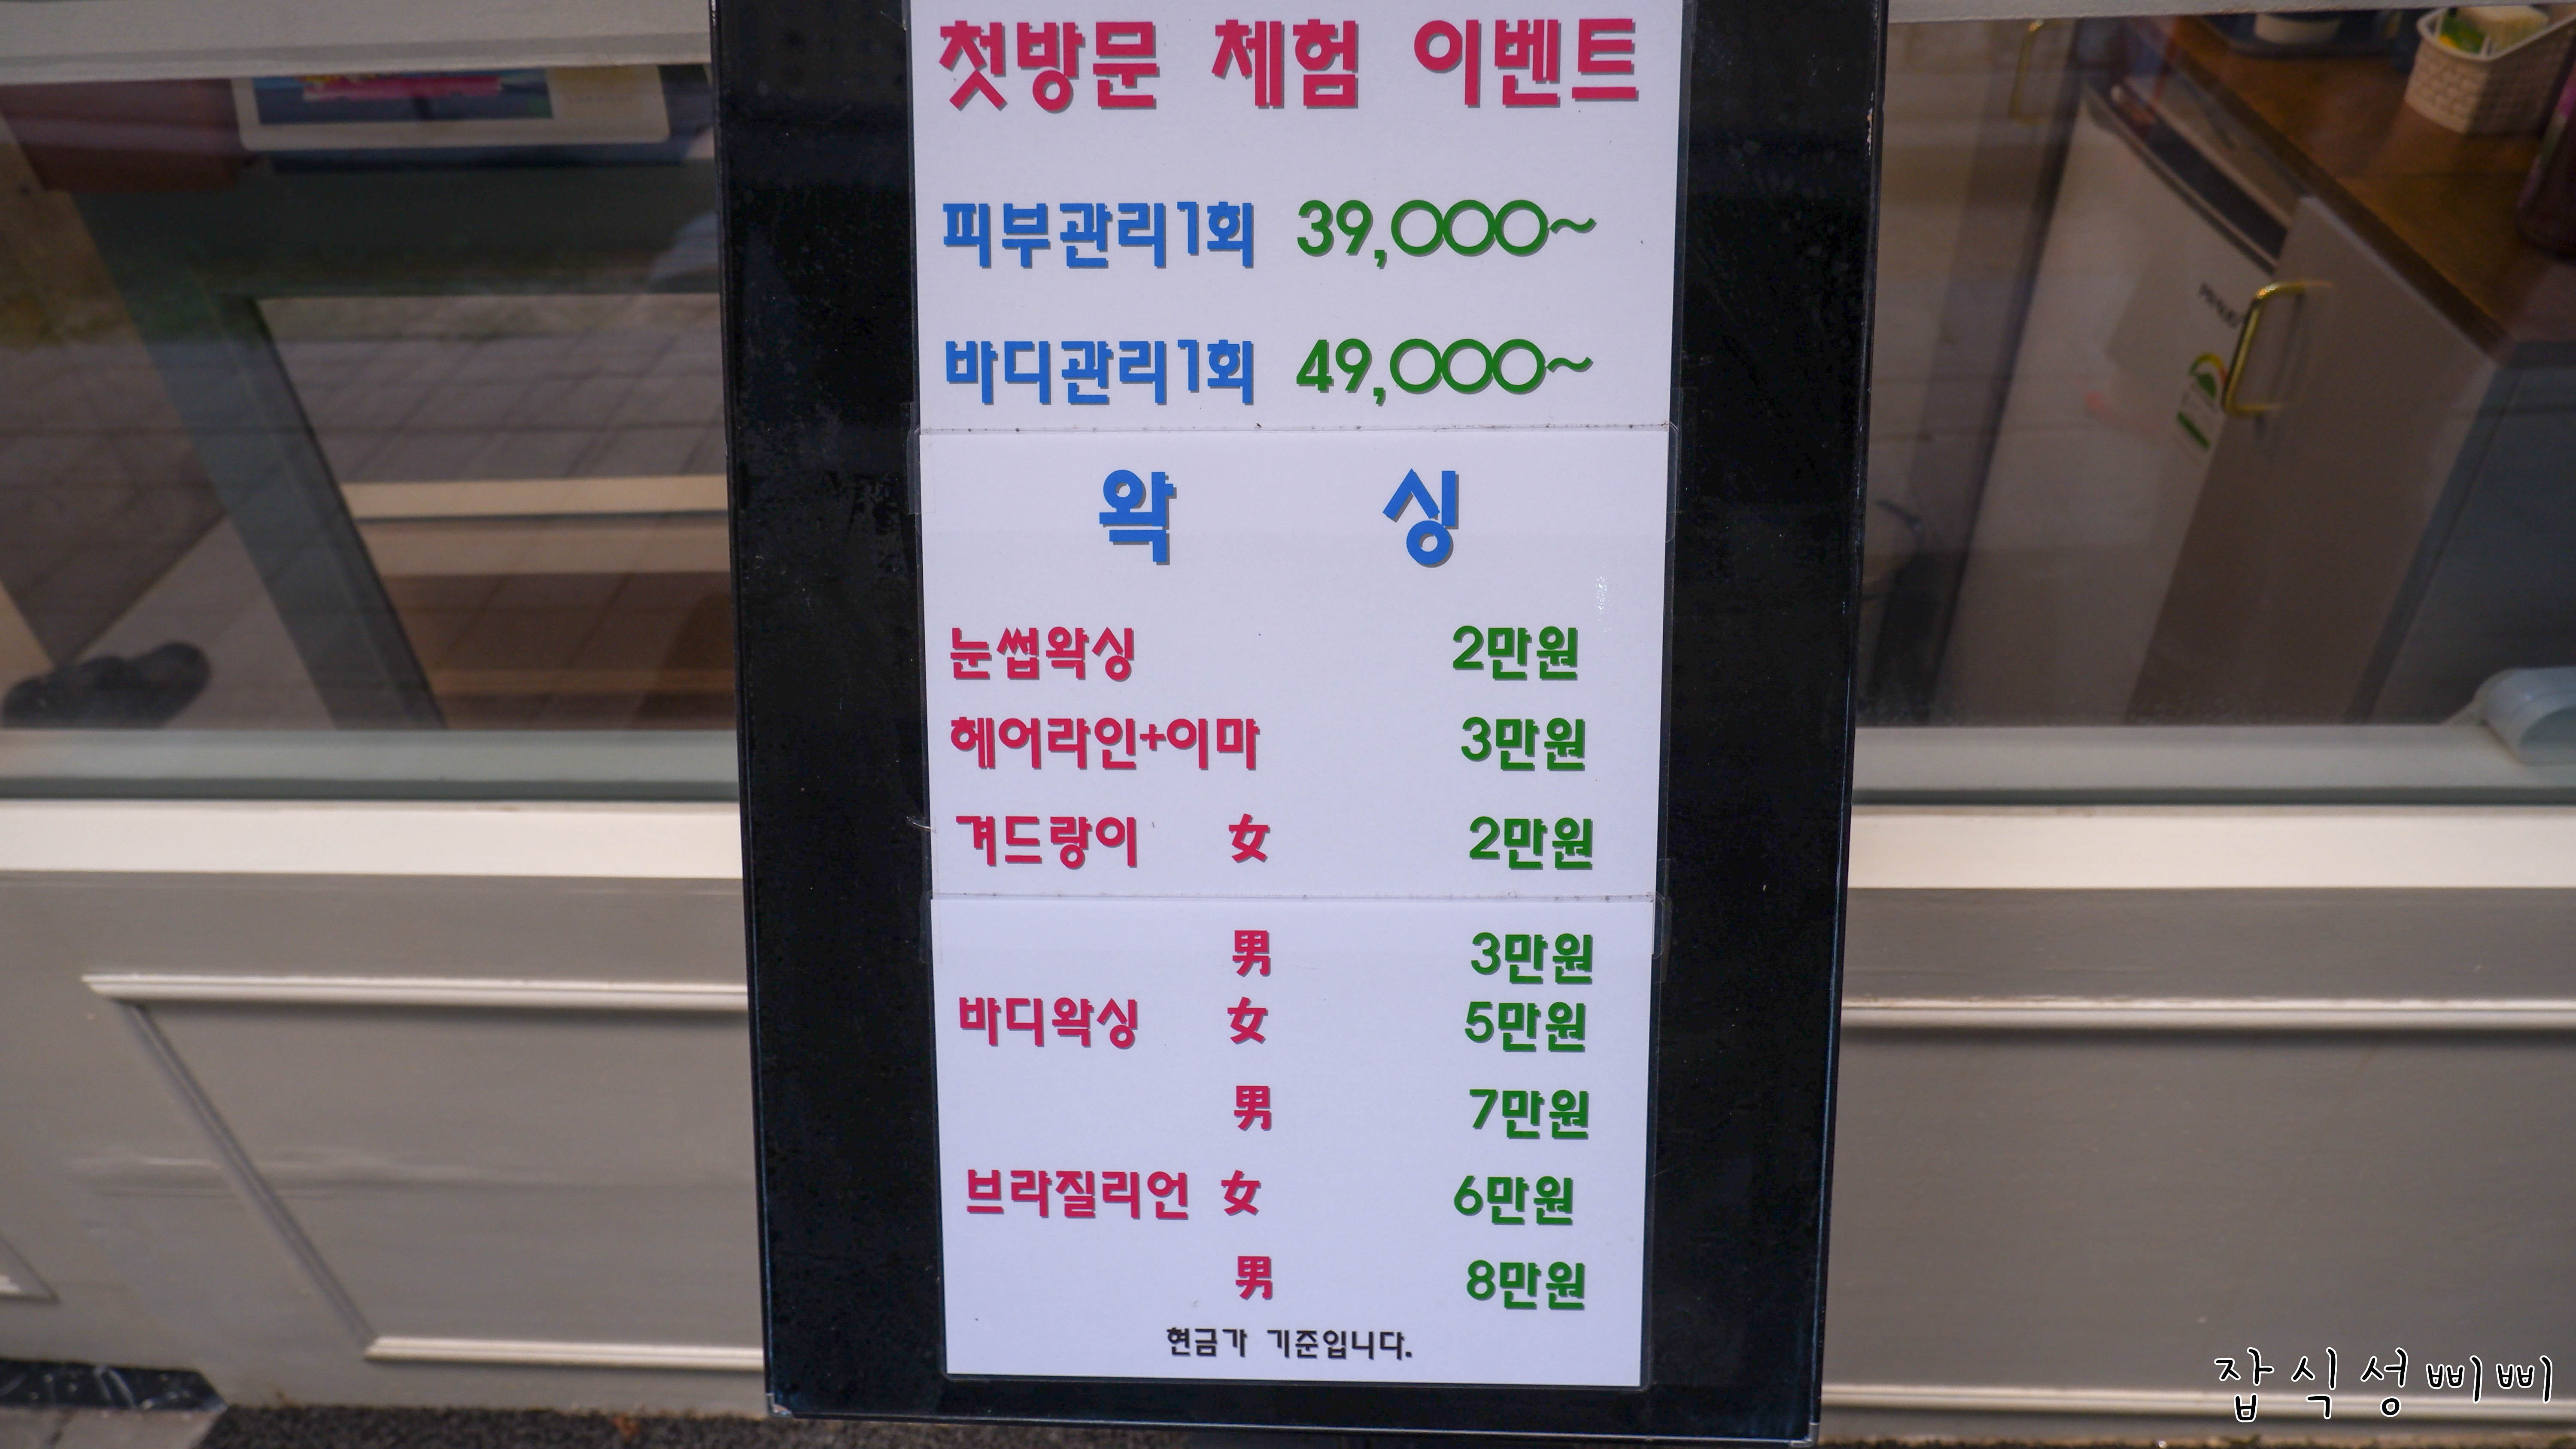 첫방문 체험 이벤트
피부관리1회 39,000~
바디관리1회 49,000~
왁 싱
눈썹왁싱 2만원
헤어라인+이마 3만원
겨드랑이 女 2만원
男 3만원
바디왁싱 女 5만원
男 7만원
브라질리언 女 6만원
男 8만원
현금가 기준입니다.
잡식성삐삐